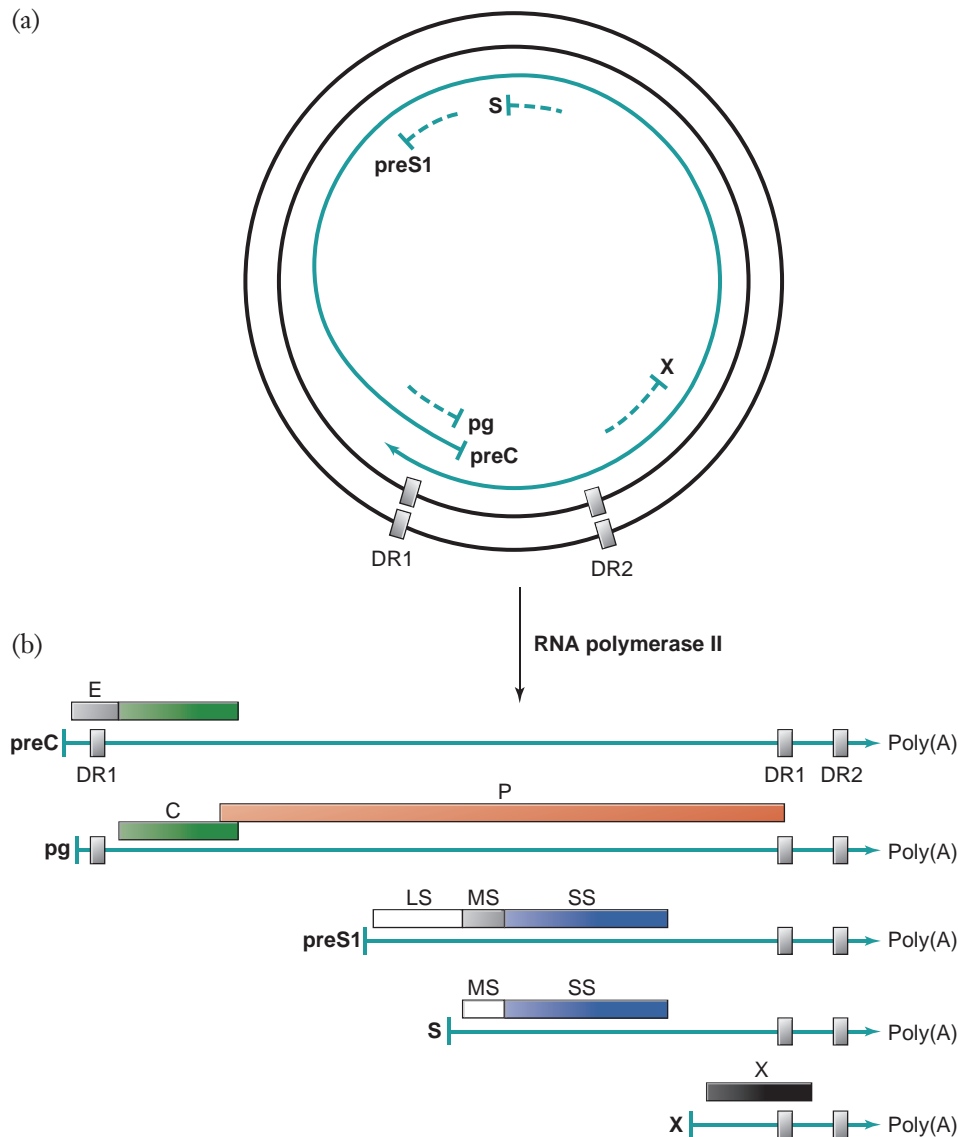 (a)
S
preS1
X
pg
preC
DR1
DR2
RNA polymerase II
(b)
E
preC
Poly(A)
DR1 DR1 DR2
P
C
pg
Poly(A)
LS MS SS
preS1
Poly(A)
MS SS
S
Poly(A)
X
X
Poly(A)